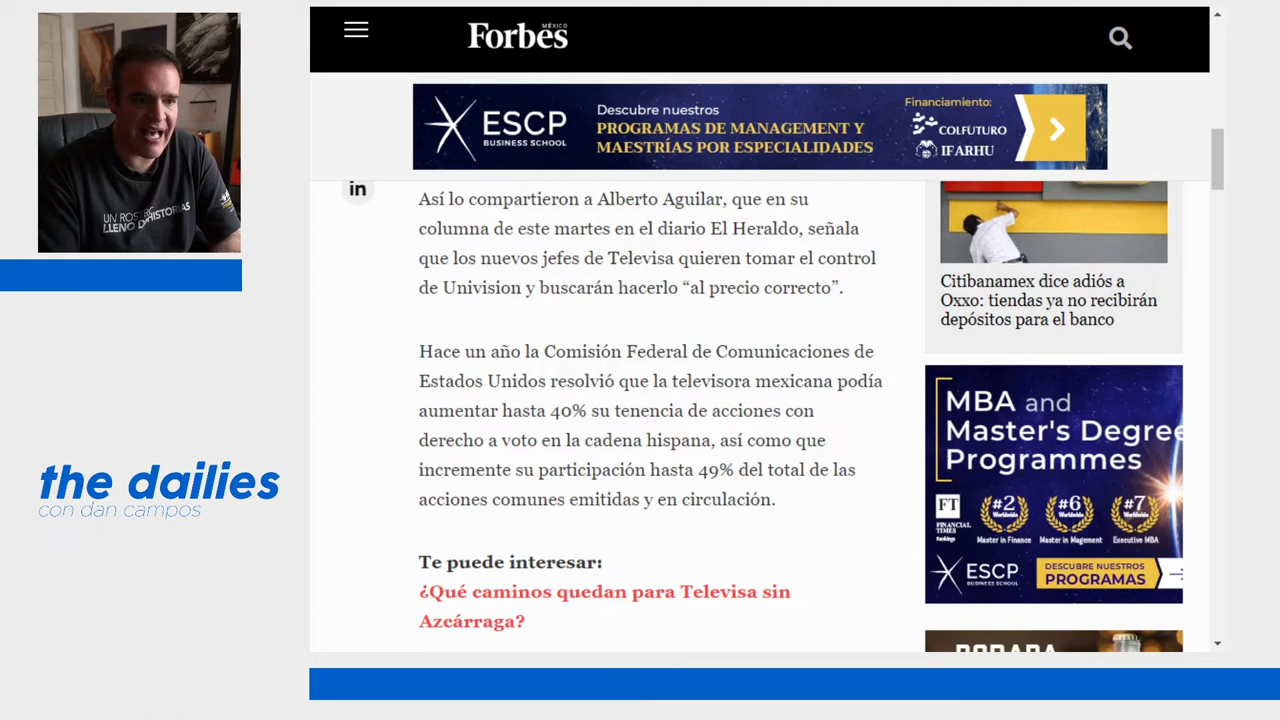 UN ROSTRO
LLENO D HISTORIAS
the dailies
con dan campos
MÉXICO
Forbes
ESCP
BUSINESS SCHOOL
Descubre nuestros
PROGRAMAS DE MANAGEMENT Y
MAESTRÍAS POR ESPECIALIDADES
Financiamiento:
COLFUTURO
IFARHU
in
Así lo compartieron a Alberto Aguilar, que en su
columna de este martes en el diario El Heraldo, señala
que los nuevos jefes de Televisa quieren tomar el control
de Univision y buscarán hacerlo “al precio correcto”.
Hace un año la Comisión Federal de Comunicaciones de
Estados Unidos resolvió que la televisora mexicana podía
aumentar hasta 40% su tenencia de acciones con
derecho a voto en la cadena hispana, así como que
incremente su participación hasta 49% del total de las
acciones comunes emitidas y en circulación.
Te puede interesar:
¿Qué caminos quedan para Televisa sin
Azcárraga?
Citibanamex dice adiós a
Oxxo: tiendas ya no recibirán
depósitos para el banco
MBA and
Master's Degree
Programmes
FT
FINANCIAL
TIMES
Rankings
#2
Worldwide
Master in Finance
#6
Worldwide
Master in Magement
#7
Worldwide
Executive MBA
ESCP
BUSINESS SCHOOL
DESCUBRE NUESTROS
PROGRAMAS